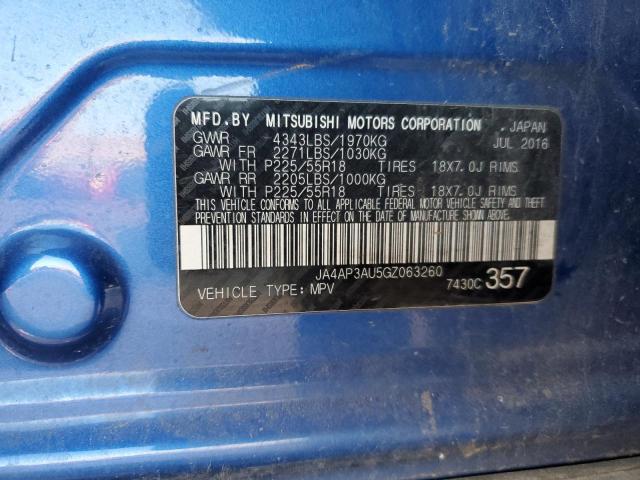 MFD. BY MITSUBISHI MOTORS CORPORATION , JAPAN
GVWR 4343LBS/1970KG JUL 2016
GAWR FR 2271LBS/1030KG
WITH P225/55R18 TIRES 18X7.0J RIMS
GAWR RR 2205LBS/1000KG
WITH P225/55R18 TIRES 18X7.0J RIMS
THIS VEHICLE CONFORMS TO ALL APPLICABLE FEDERAL MOTOR VEHICLE SAFETY AND THEFT
PREVENTION STANDARDS IN EFFECT ON THE DATE OF MANUFACTURE SHOWN ABOVE.
JA4AP3AU5GZ063260
VEHICLE TYPE: MPV 7430C 357